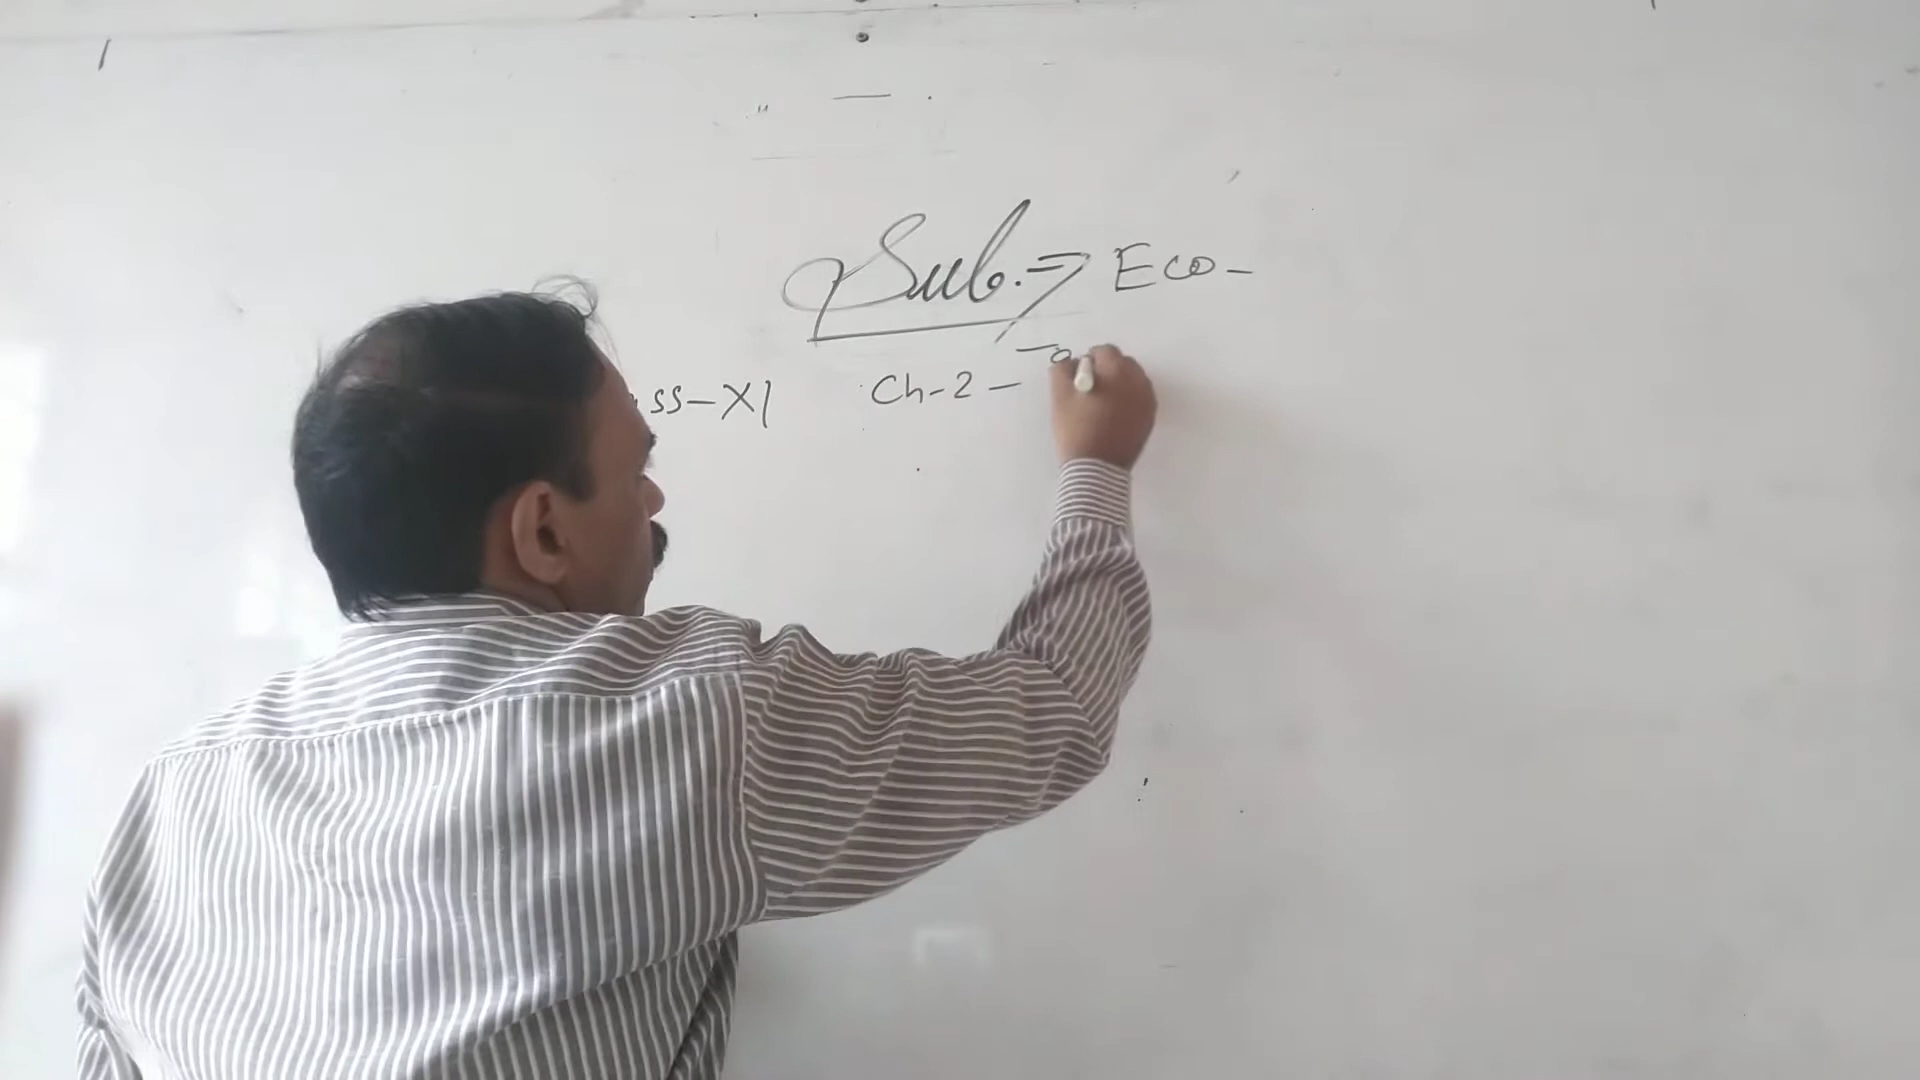 Sub. ⇒ Eco-
ss-XI Ch-2-